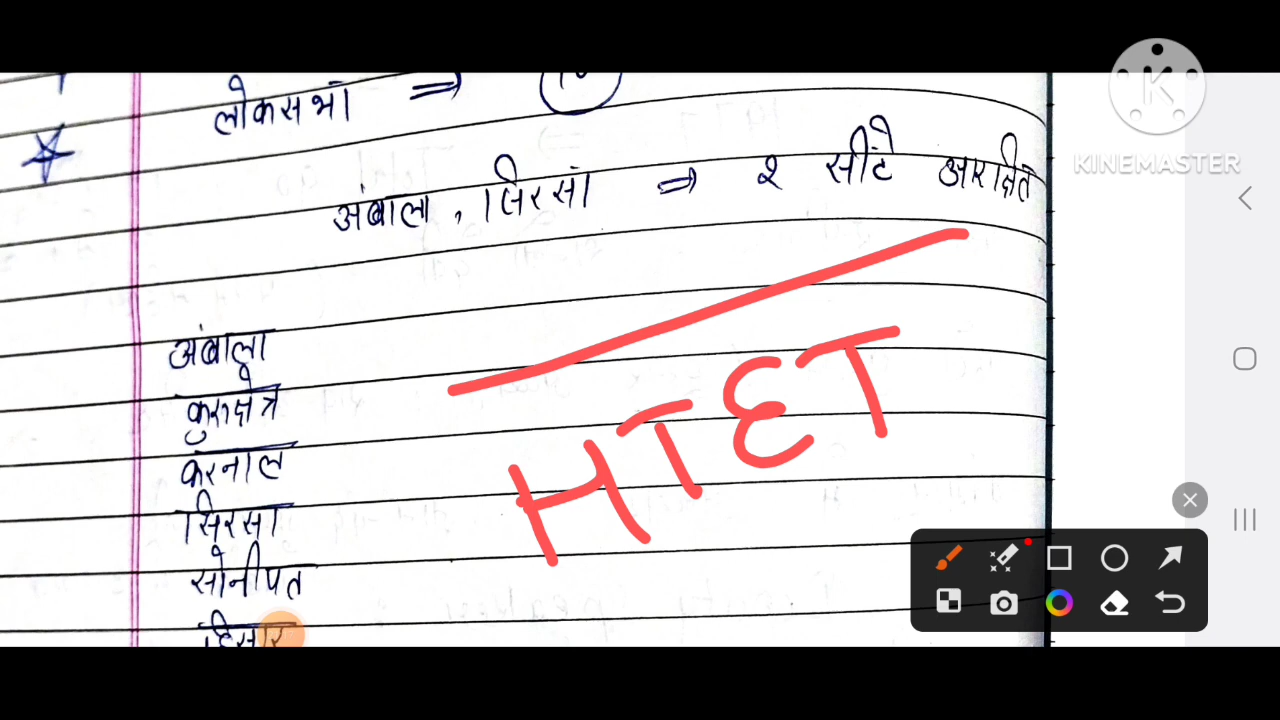 लोकसभा ⇒
अंबाला, सिरसा ⇒ 2 सीटें आरक्षित
अंबाला
कुरुक्षेत्र
करनाल
सिरसा
सोनीपत
हिसार
HTET
KINEMASTER